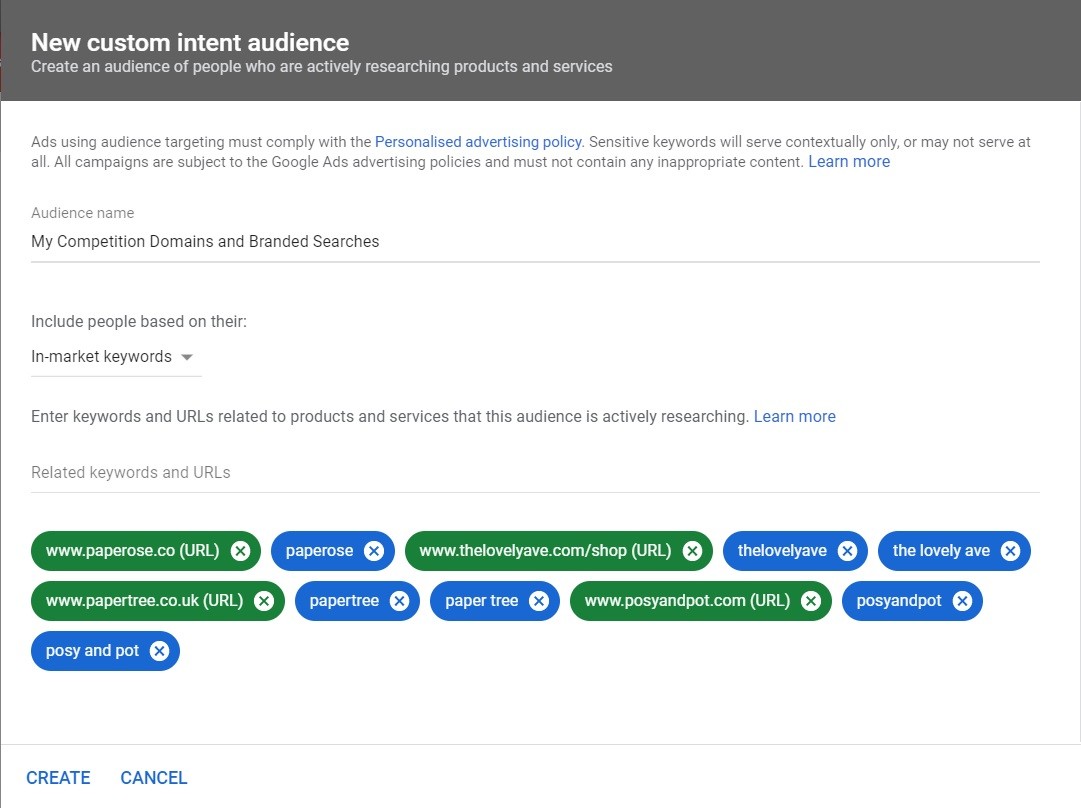 New custom intent audience
Create an audience of people who are actively researching products and services
Ads using audience targeting must comply with the Personalised advertising policy. Sensitive keywords will serve contextually only, or may not serve at
all. All campaigns are subject to the Google Ads advertising policies and must not contain any inappropriate content. Learn more
Audience name
My Competition Domains and Branded Searches
Include people based on their:
In-market keywords
Enter keywords and URLs related to products and services that this audience is actively researching. Learn more
Related keywords and URLs
www.paperose.co (URL) paperose www.thelovelyave.com/shop (URL) thelovelyave the lovely ave
www.papertree.co.uk (URL) papertree paper tree www.posyandpot.com (URL) posyandpot
posy and pot
CREATE CANCEL